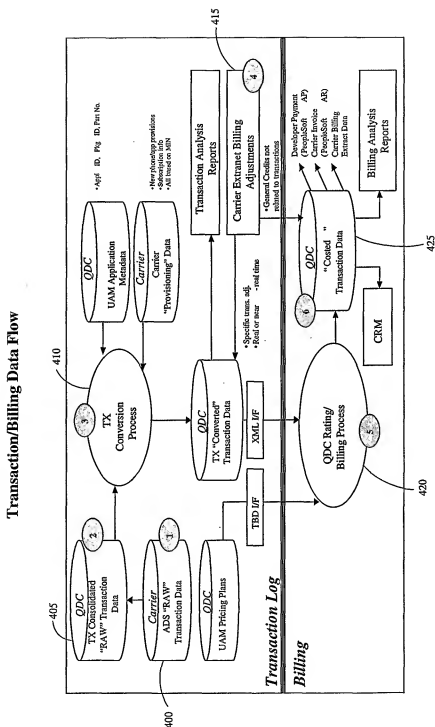 Transaction/Billing Data Flow
405
QDC
2
TX Consolidated
"RAW" Transaction
Data
Carrier
1
ADS "RAW"
Transaction Data
400
QDC
UAM Pricing Plans
410
3
TX
Conversion
Process
QDC
UAM Application
Metadata
•Appl ID, Plg ID, Part No.
Carrier
Carrier
"Provisioning" Data
•New phone/app provisions
•Subscription info
•All based on MIN
QDC
TX "Converted"
Transaction Data
Transaction Analysis
Reports
415
4
Carrier Extranet Billing
Adjustments
•Specific trans. adj.
•Real or near -real time
•General Credits not
related to transactions
TBD I/F
XML I/F
Transaction Log
Billing
QDC Rating/
Billing Process
5
420
6
QDC
"Costed "
Transaction Data
425
CRM
Developer Payment
(PeopleSoft AP)
Carrier Invoice
(PeopleSoft AR)
Carrier Billing
Extract Data
Billing Analysis
Reports